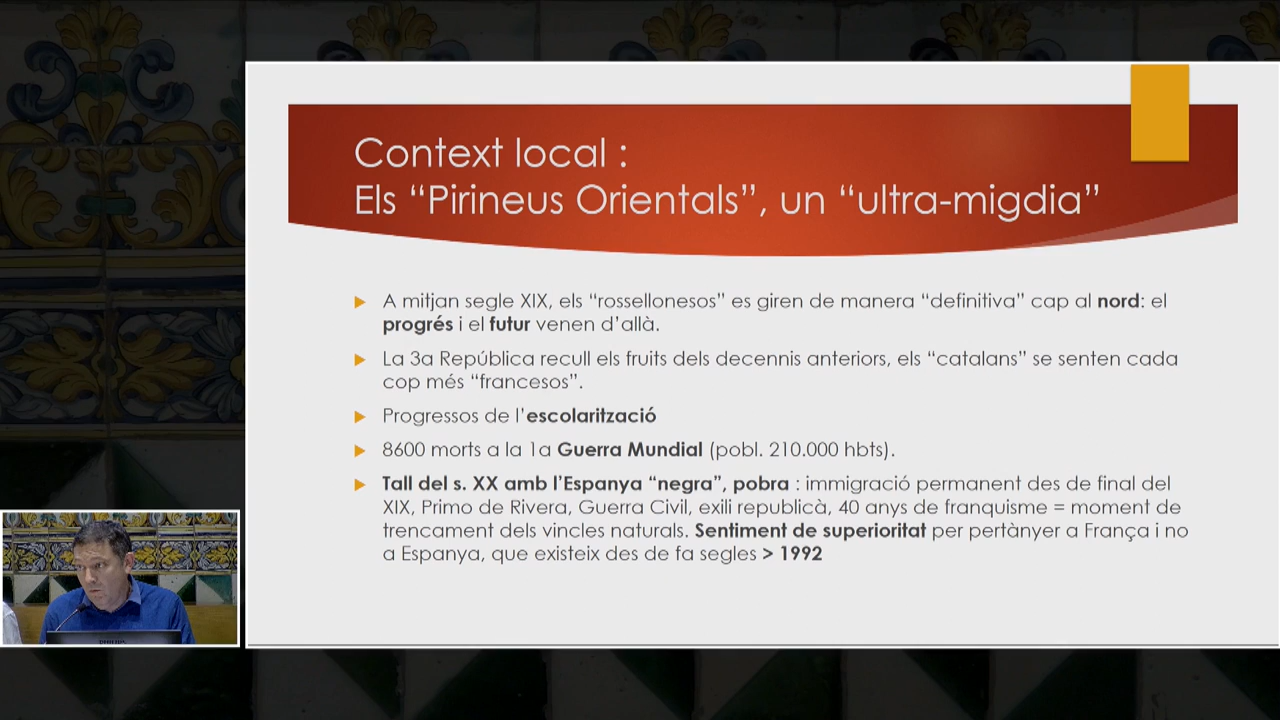 Context local :
Els “Pirineus Orientals”, un “ultra-migdia”
A mitjan segle XIX, els “rossellonesos” es giren de manera “definitiva” cap al nord: el
progrés i el futur venen d’allà.
La 3a República recull els fruits dels decennis anteriors, els “catalans” se senten cada
cop més “francesos”.
Progressos de l’escolarització
8600 morts a la 1a Guerra Mundial (pobl. 210.000 hbts).
Tall del s. XX amb l’Espanya “negra”, pobra : immigració permanent des de final del
XIX, Primo de Rivera, Guerra Civil, exili republicà, 40 anys de franquisme = moment de
trencament dels vincles naturals. Sentiment de superioritat per pertànyer a França i no
a Espanya, que existeix des de fa segles > 1992
PHILIPS